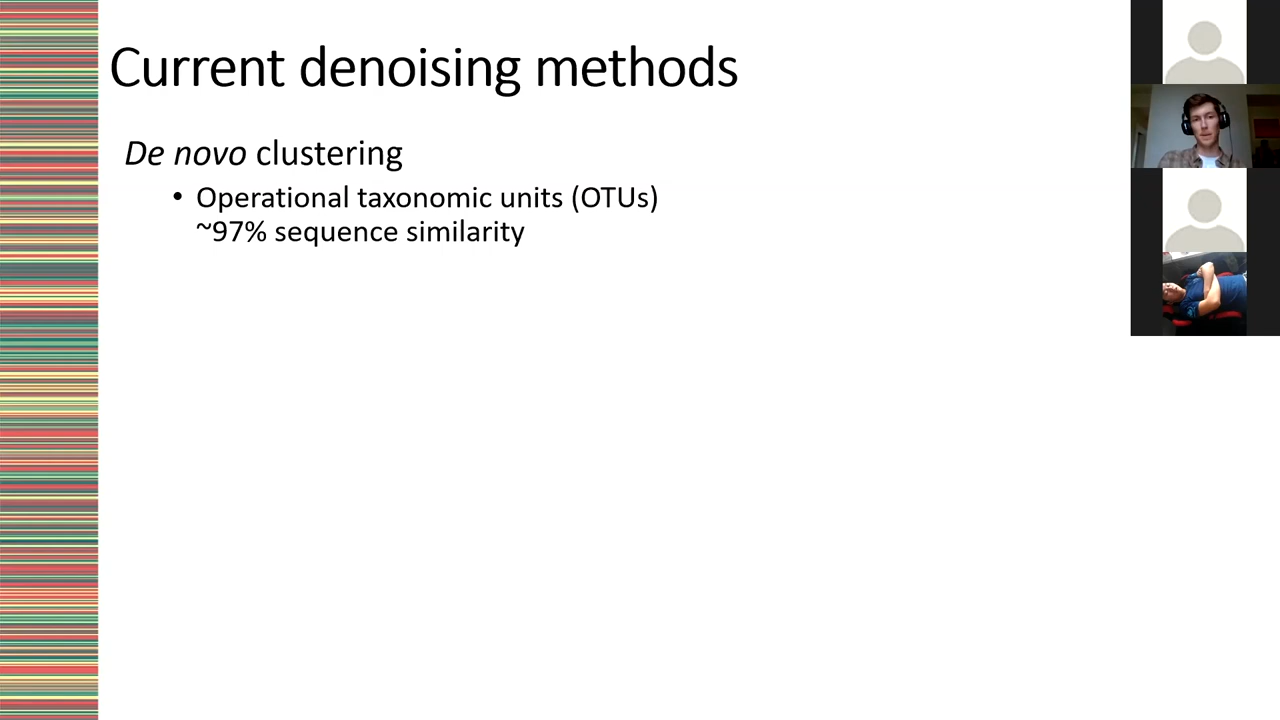 Current denoising methods
De novo clustering
• Operational taxonomic units (OTUs)
~97% sequence similarity